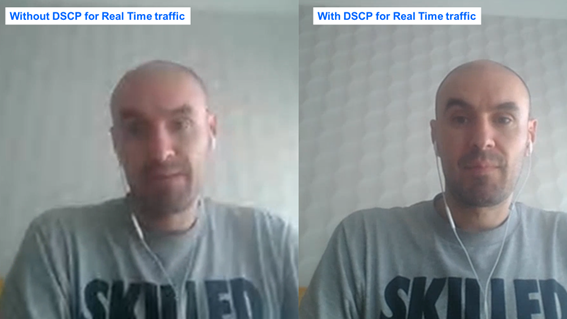 Without DSCP for Real Time traffic
With DSCP for Real Time traffic
SKILLED
SKILLED